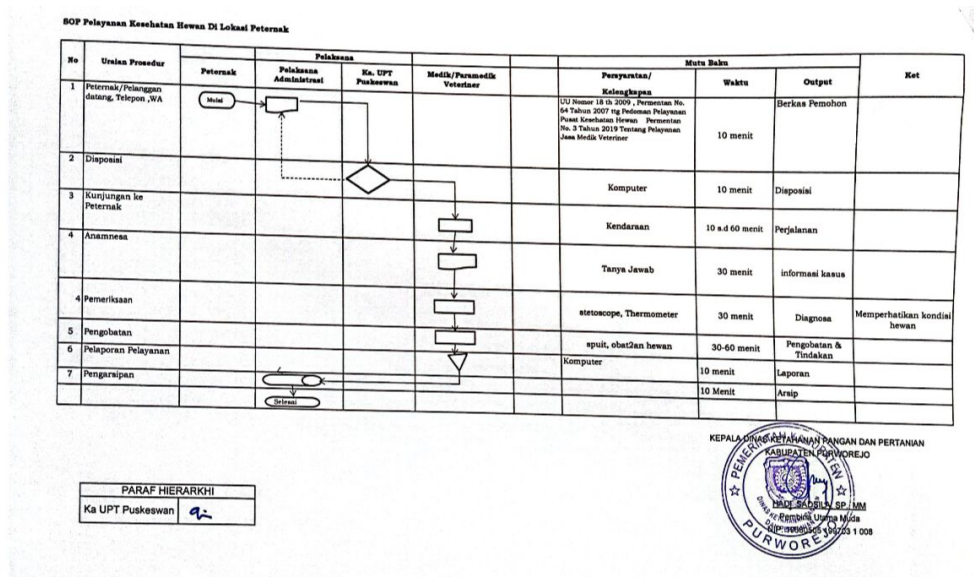 SOP Pelayanan Kesehatan Hewan Di Lokasi Peternak
No Uraian Prosedur Pelaksana Mutu Baku Ket
Peternak Pelaksana Administrasi Ka. UPT Puskeswan Medik/Paramedik Veteriner Persyaratan/ Kelengkapan Waktu Output
1 Peternak/Pelanggan datang, Telepon ,WA Mulai
UU Nomor 18 th 2009 , Permentan No.
64 Tahun 2007 ttg Pedoman Pelayanan
Pusat Kesehatan Hewan Permentan
No. 3 Tahun 2019 Tentang Pelayanan
Jasa Medik Veteriner
10 menit Berkas Pemohon
2 Disposisi Komputer 10 menit Disposisi
3 Kunjungan ke Peternak Kendaraan 10 s.d 60 menit Perjalanan
4 Anamnesa Tanya Jawab 30 menit informasi kasus
4 Pemeriksaan stetoscope, Thermometer 30 menit Diagnosa Memperhatikan kondisi hewan
5 Pengobatan spuit, obat2an hewan 30-60 menit Pengobatan & Tindakan
6 Pelaporan Pelayanan Komputer 10 menit Laporan
7 Pengarsipan 10 Menit Arsip
Selesai
KEPALA DINAS KETAHANAN PANGAN DAN PERTANIAN
KABUPATEN PURWOREJO
PEMERINTAH KABUPATEN
PURWOREJO
HADI SADSILA, SP. MM
Pembina Utama Muda
PARAF HIERARKHI
Ka UPT Puskeswan